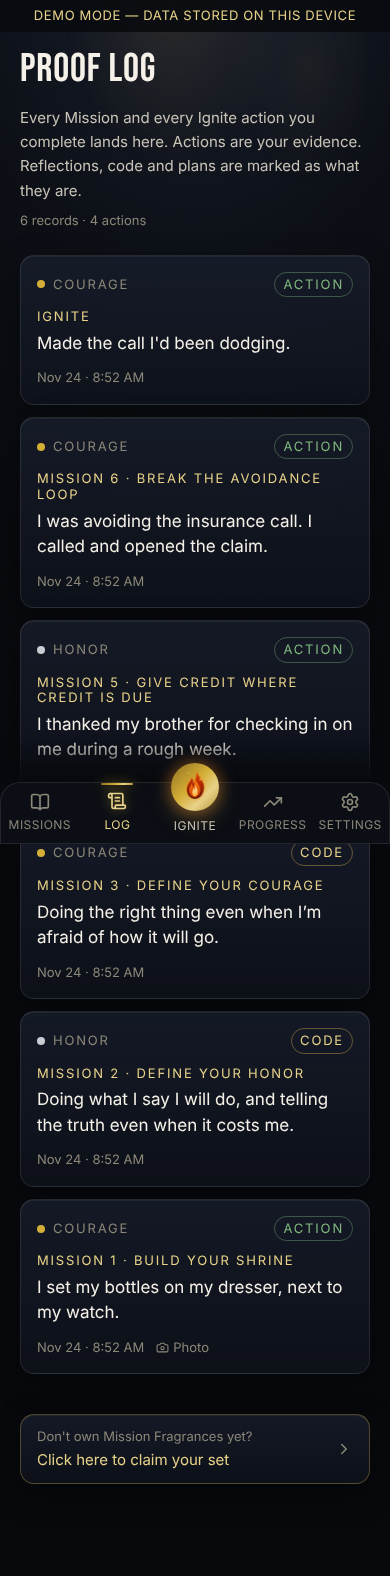 DEMO MODE — DATA STORED ON THIS DEVICE
PROOF LOG
Every Mission and every Ignite action you
complete lands here. Actions are your evidence.
Reflections, code and plans are marked as what
they are.
6 records · 4 actions
COURAGE
ACTION
IGNITE
Made the call I'd been dodging.
Nov 24 · 8:52 AM
COURAGE
ACTION
MISSION 6 · BREAK THE AVOIDANCE
LOOP
I was avoiding the insurance call. I
called and opened the claim.
Nov 24 · 8:52 AM
HONOR
ACTION
MISSION 5 · GIVE CREDIT WHERE
CREDIT IS DUE
I thanked my brother for checking in on
me during a rough week.
MISSIONS
LOG
IGNITE
PROGRESS
SETTINGS
COURAGE
CODE
MISSION 3 · DEFINE YOUR COURAGE
Doing the right thing even when I’m
afraid of how it will go.
Nov 24 · 8:52 AM
HONOR
CODE
MISSION 2 · DEFINE YOUR HONOR
Doing what I say I will do, and telling
the truth even when it costs me.
Nov 24 · 8:52 AM
COURAGE
ACTION
MISSION 1 · BUILD YOUR SHRINE
I set my bottles on my dresser, next to
my watch.
Nov 24 · 8:52 AM Photo
Don't own Mission Fragrances yet?
Click here to claim your set